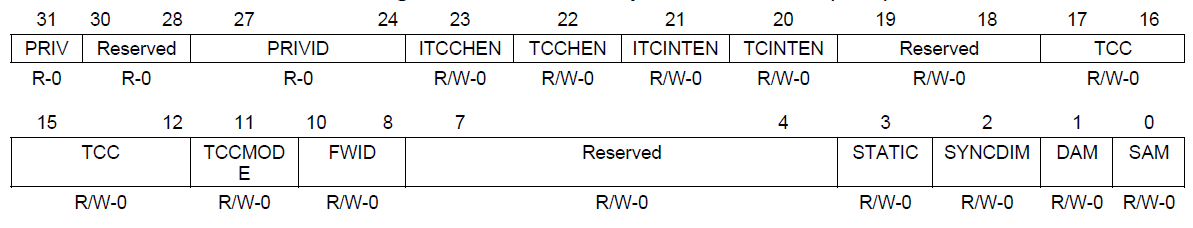 31 30 28 27 24 23 22 21 20 19 18 17 16
PRIV Reserved PRIVID ITCCHEN TCCHEN ITCINTEN TCINTEN Reserved TCC
R-0 R-0 R-0 R/W-0 R/W-0 R/W-0 R/W-0 R/W-0 R/W-0
15 12 11 10 8 7 4 3 2 1 0
TCC TCCMOD FWID Reserved STATIC SYNCDIM DAM SAM
E
R/W-0 R/W-0 R/W-0 R/W-0 R/W-0 R/W-0 R/W-0 R/W-0